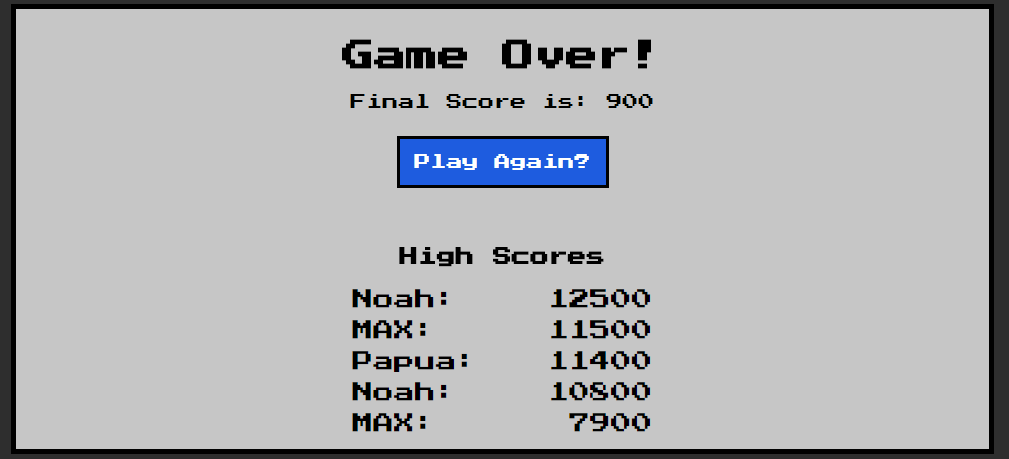 Game Over!
Final Score is: 900
Play Again?
High Scores
Noah: 12500
MAX: 11500
Papua: 11400
Noah: 10800
MAX: 7900